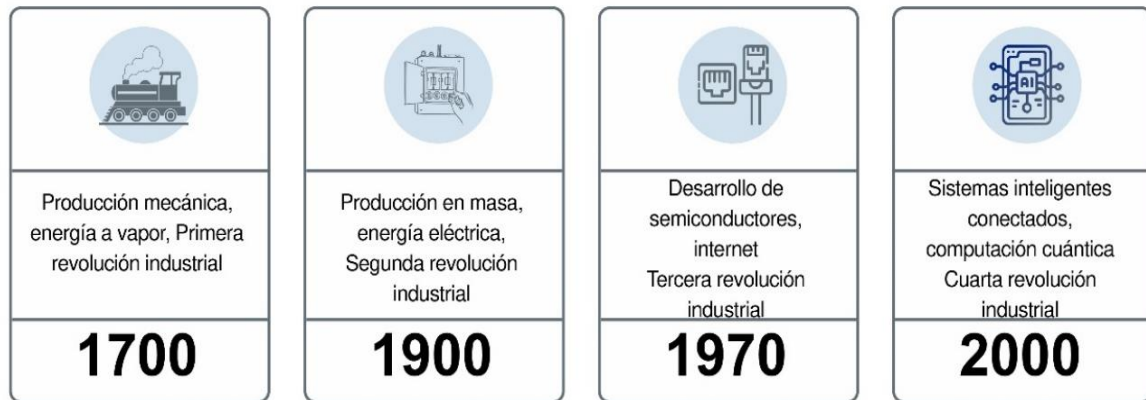 AI
Producción mecánica,
energía a vapor, Primera
revolución industrial
1700
Producción en masa,
energía eléctrica,
Segunda revolución
industrial
1900
Desarrollo de
semiconductores,
internet
Tercera revolución
industrial
1970
Sistemas inteligentes
conectados,
computación cuántica
Cuarta revolución
industrial
2000